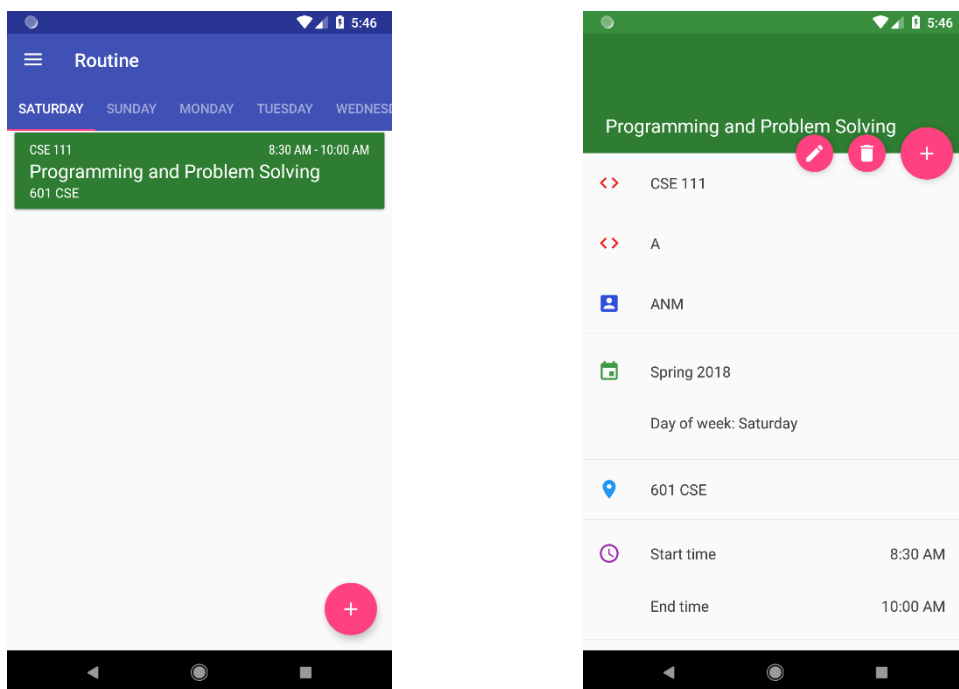 5:46
Routine
SATURDAY SUNDAY MONDAY TUESDAY WEDNESD
CSE 111 8:30 AM - 10:00 AM
Programming and Problem Solving
601 CSE
5:46
Programming and Problem Solving
CSE 111
A
ANM
Spring 2018
Day of week: Saturday
601 CSE
Start time 8:30 AM
End time 10:00 AM